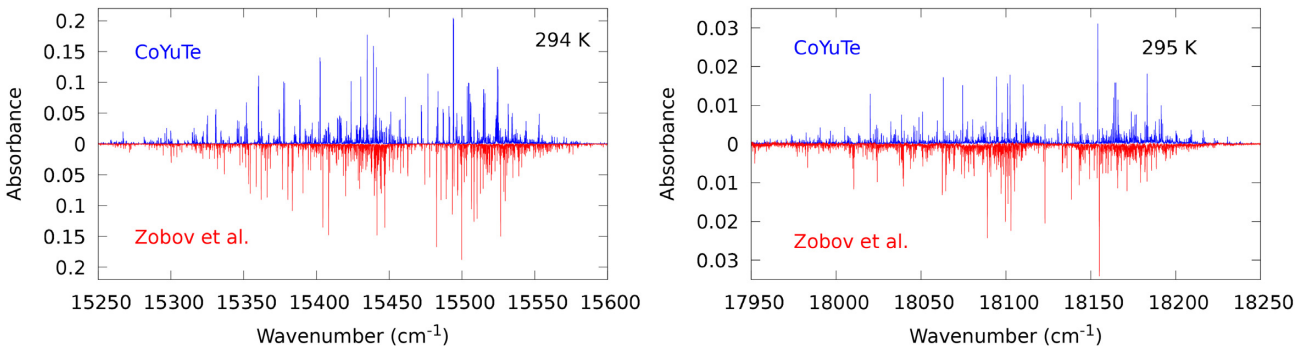 0.2
0.15
0.1
0.05
0
0.05
0.1
0.15
0.2
Absorbance
CoYuTe
294 K
Zobov et al.
15250 15300 15350 15400 15450 15500 15550 15600
Wavenumber (cm⁻¹)
0.03
0.02
0.01
0
0.01
0.02
0.03
Absorbance
CoYuTe
295 K
Zobov et al.
17950 18000 18050 18100 18150 18200 18250
Wavenumber (cm⁻¹)